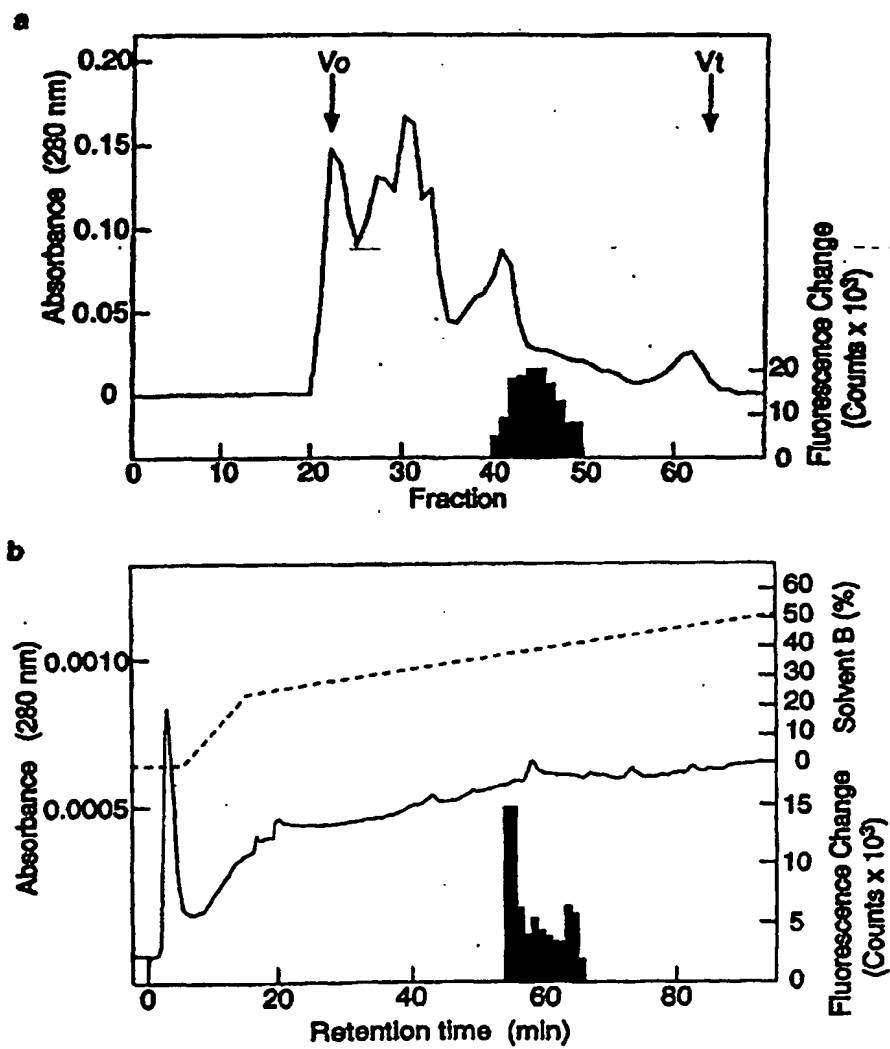 a
Vo
Vt
0.20
0.15
0.10
0.05
0
Absorbance (280 nm)
20
10
0
Fluorescence Change
(Counts x 10³)
0 10 20 30 40 50 60
Fraction
b
0.0010
0.0005
Absorbance (280 nm)
60
50
40
30
20
10
0
Solvent B (%)
15
10
5
0
Fluorescence Change
(Counts x 10³)
0 20 40 60 80
Retention time (min)